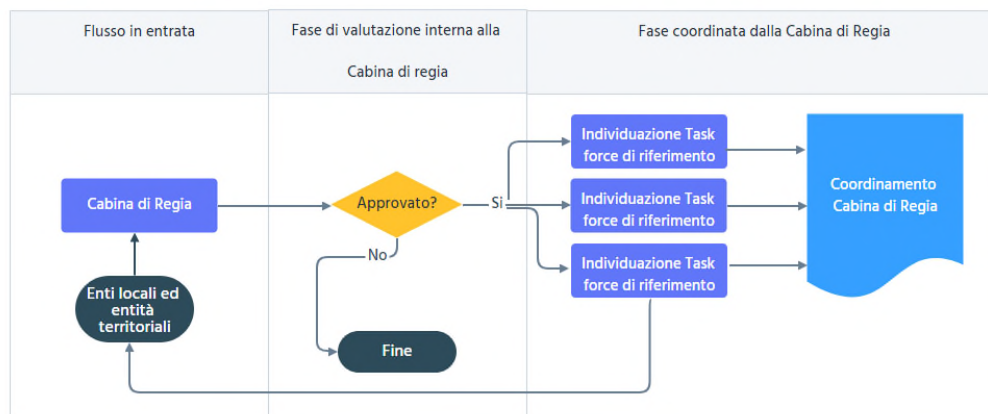 Flusso in entrata
Fase di valutazione interna alla
Cabina di regia
Fase coordinata dalla Cabina di Regia
Cabina di Regia
Enti locali ed
entità
territoriali
Approvato?
Si
No
Fine
Individuazione Task
force di riferimento
Individuazione Task
force di riferimento
Individuazione Task
force di riferimento
Coordinamento
Cabina di Regia